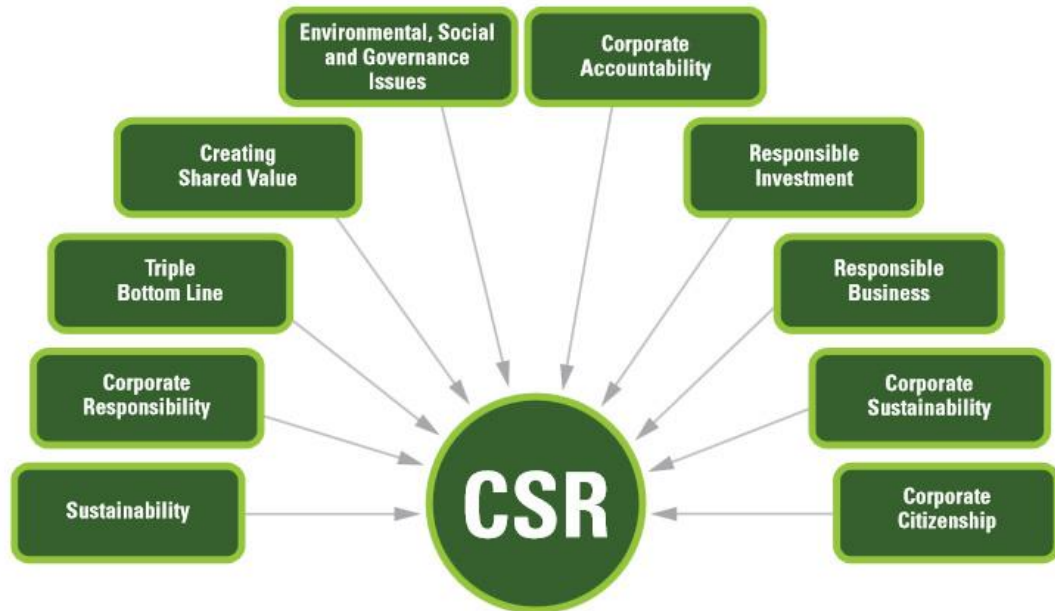 Environmental, Social
and Governance
Issues
Corporate
Accountability
Creating
Shared Value
Responsible
Investment
Triple
Bottom Line
Responsible
Business
Corporate
Responsibility
Corporate
Sustainability
Sustainability
CSR
Corporate
Citizenship